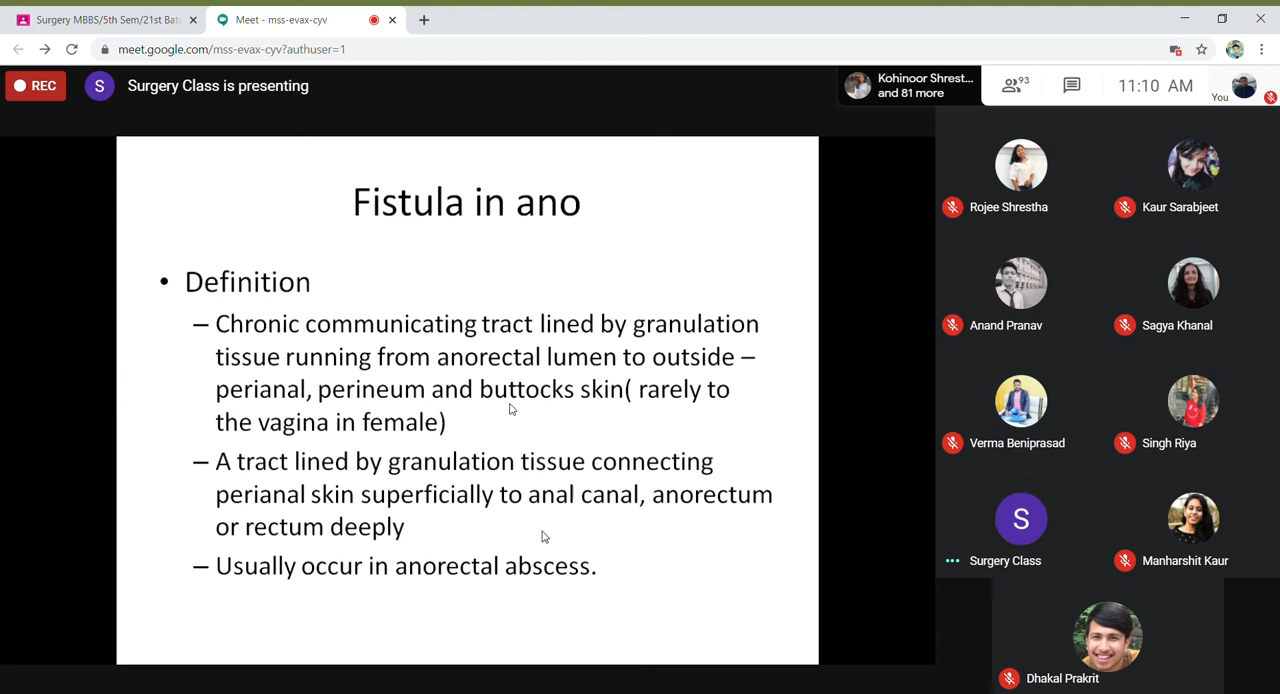 Surgery MBBS/5th Sem/21st Bat
Meet - mss-evax-cyv
meet.google.com/mss-evax-cyv?authuser=1
REC
S
Surgery Class is presenting
Kohinoor Shrest...
and 81 more
93
11:10 AM
You
Fistula in ano
• Definition
– Chronic communicating tract lined by granulation
tissue running from anorectal lumen to outside –
perianal, perineum and buttocks skin( rarely to
the vagina in female)
– A tract lined by granulation tissue connecting
perianal skin superficially to anal canal, anorectum
or rectum deeply
– Usually occur in anorectal abscess.
Rojee Shrestha
Kaur Sarabjeet
Anand Pranav
Sagya Khanal
Verma Beniprasad
Singh Riya
S
Surgery Class
Manharshit Kaur
Dhakal Prakrit